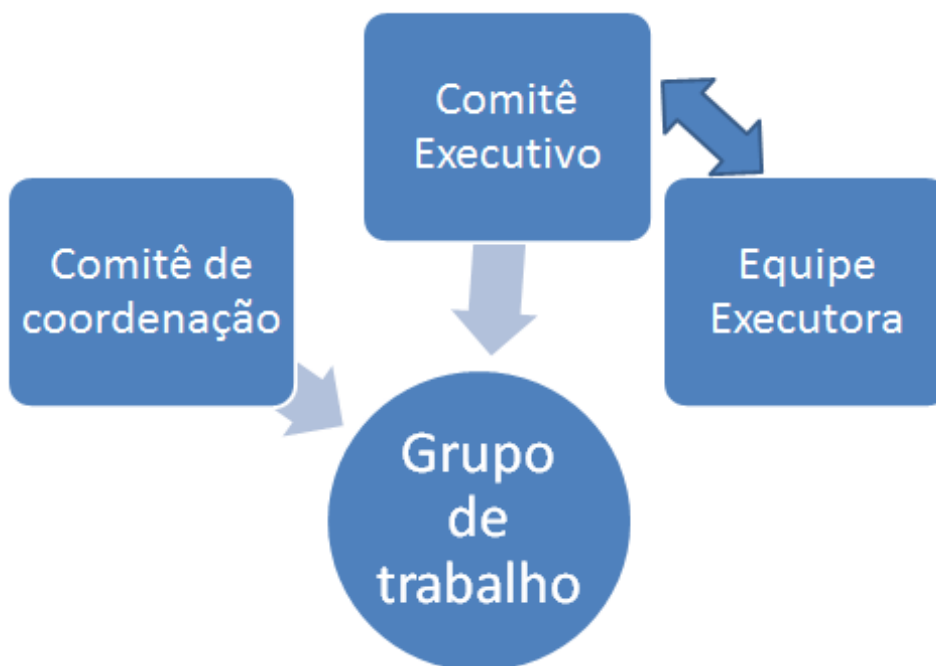 Comitê
Executivo
Comitê de
coordenação
Equipe
Executora
Grupo
de
trabalho